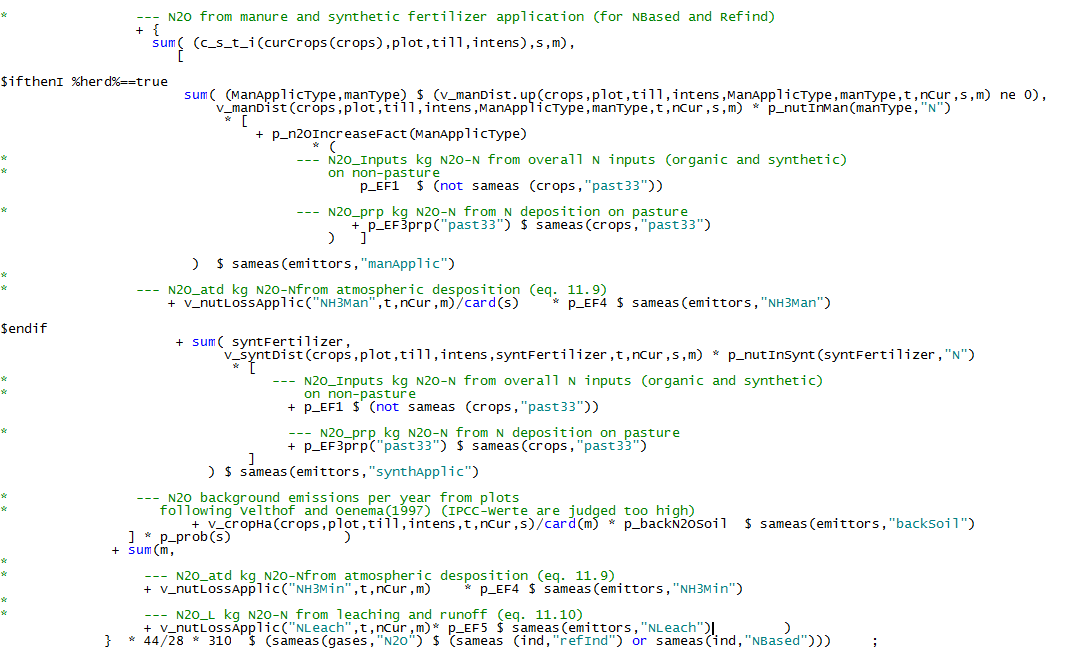 *                --- N2O from manure and synthetic fertilizer application (for NBased and Refind)
                 + {
                   sum( (c_s_t_i(curCrops(crops),plot,till,intens),s,m),
                      [
$ifthenI %herd%==true
                       sum( (ManApplicType,manType) $ (v_manDist.up(crops,plot,till,intens,ManApplicType,manType,t,nCur,s,m) ne 0),
                           v_manDist(crops,plot,till,intens,ManApplicType,manType,t,nCur,s,m) * p_nutInMan(manType,"N")
                            * [
                                + p_n2OIncreaseFact(ManApplicType)
                                       * (
*                                    --- N2O_Inputs kg N2O-N from overall N inputs (organic and synthetic)
*                                        on non-pasture
                                             p_EF1  $ (not sameas (crops,"past33"))
*                                    --- N2O_prp kg N2O-N from N deposition on pasture
                                            + p_EF3prp("past33") $ sameas(crops,"past33")
                                         )   ]
                        )  $ sameas(emittors,"manApplic")
*
*                --- N2O_atd kg N2O-Nfrom atmospheric desposition (eq. 11.9)
                     + v_nutLossApplic("NH3Man",t,nCur,m)/card(s)    * p_EF4 $ sameas(emittors,"NH3Man")
$endif
                      + sum( syntFertilizer,
                            v_syntDist(crops,plot,till,intens,syntFertilizer,t,nCur,s,m) * p_nutInSynt(syntFertilizer,"N")
                             * [
*                                 --- N2O_Inputs kg N2O-N from overall N inputs (organic and synthetic)
*                                     on non-pasture
                                    + p_EF1 $ (not sameas (crops,"past33"))
*                                   --- N2O_prp kg N2O-N from N deposition on pasture
                                    + p_EF3prp("past33") $ sameas(crops,"past33")
                               ]
                          ) $ sameas(emittors,"synthApplic")
*                --- N2O background emissions per year from plots
*                   following Velthof and Oenema(1997) (IPCC-Werte are judged too high)
                        + v_cropHa(crops,plot,till,intens,t,nCur,s)/card(m) * p_backN2OSoil  $ sameas(emittors,"backSoil")
                ] * p_prob(s)              )
              + sum(m,
*
*                 --- N2O_atd kg N2O-Nfrom atmospheric desposition (eq. 11.9)
                  + v_nutLossApplic("NH3Min",t,nCur,m)    * p_EF4 $ sameas(emittors,"NH3Min")
*
*                 --- N2O_L kg N2O-N from leaching and runoff (eq. 11.10)
                  + v_nutLossApplic("NLeach",t,nCur,m)* p_EF5 $ sameas(emittors,"NLeach")         )
             }  * 44/28 * 310  $ (sameas(gases,"N2O") $ (sameas (ind,"refInd") or sameas(ind,"NBased")))     ;